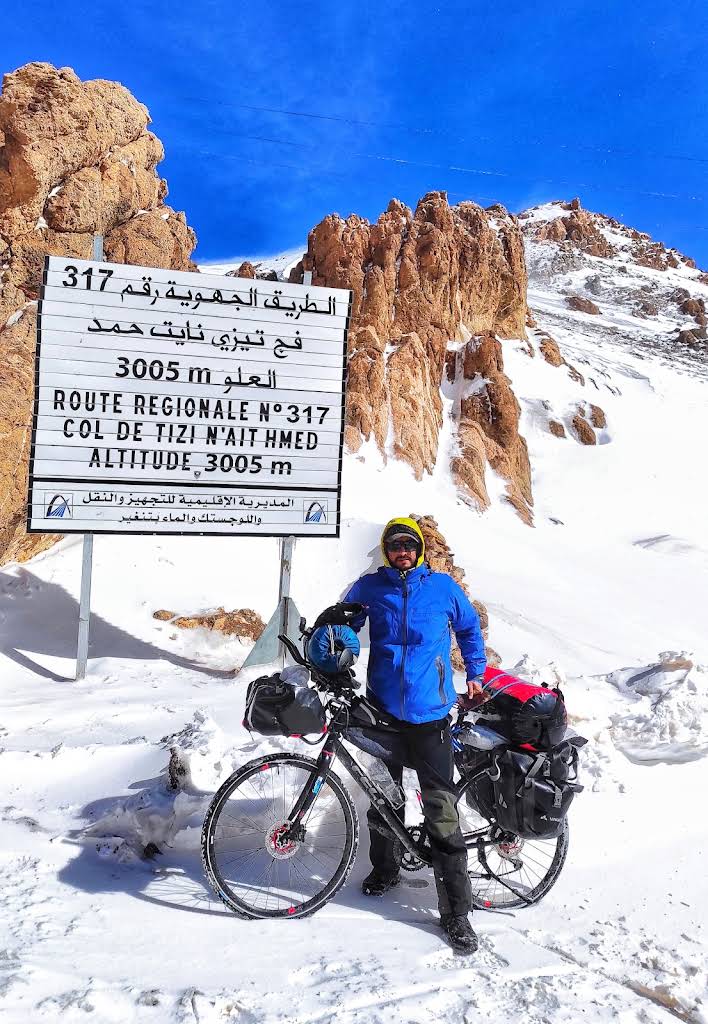 الطريق الجهوية رقم 317
فج تيزي نايت حمد
العلو 3005 m
ROUTE REGIONALE N° 317
COL DE TIZI N'AIT HMED
ALTITUDE 3005 m
المديرية الإقليمية للتجهيز والنقل
واللوجستك والماء بتنغير